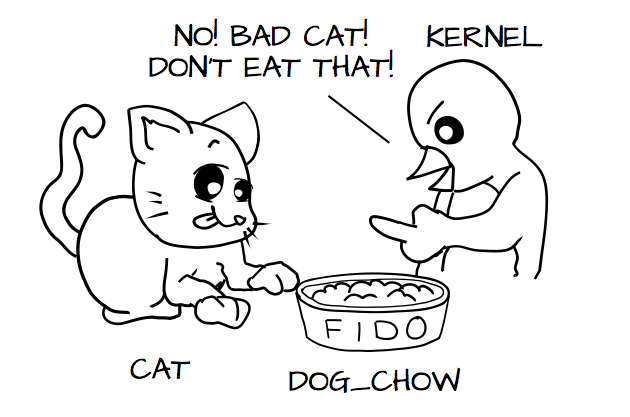 NO! BAD CAT!
DON'T EAT THAT!
KERNEL
FIDO
CAT
DOG_CHOW